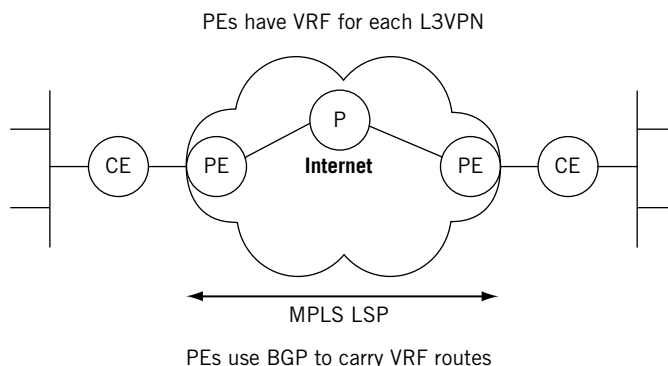 PEs have VRF for each L3VPN
P
CE
PE
Internet
PE
CE
MPLS LSP
PEs use BGP to carry VRF routes